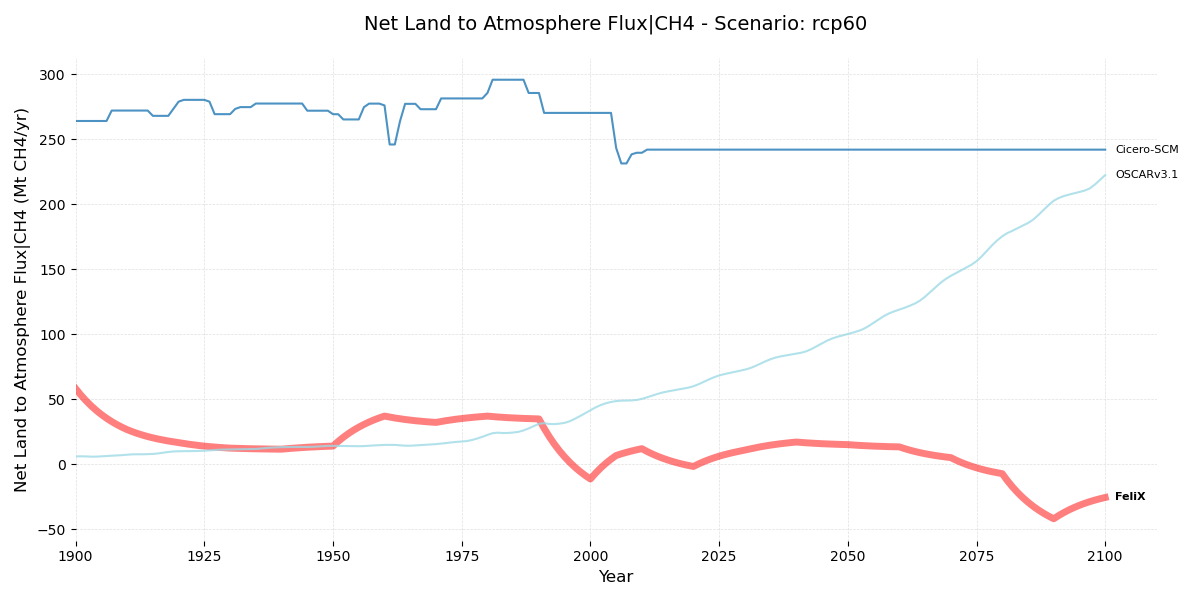 Net Land to Atmosphere Flux|CH4 - Scenario: rcp60
Net Land to Atmosphere Flux|CH4 (Mt CH4/yr)
300
250
200
150
100
50
0
−50
Cicero-SCM
OSCARv3.1
FeliX
1900 1925 1950 1975 2000 2025 2050 2075 2100
Year